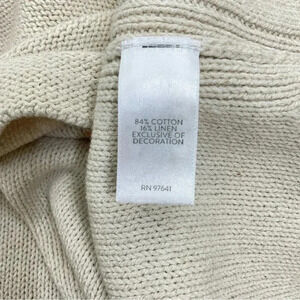 84% COTTON
16% LINEN
EXCLUSIVE OF
DECORATION
RN 97641